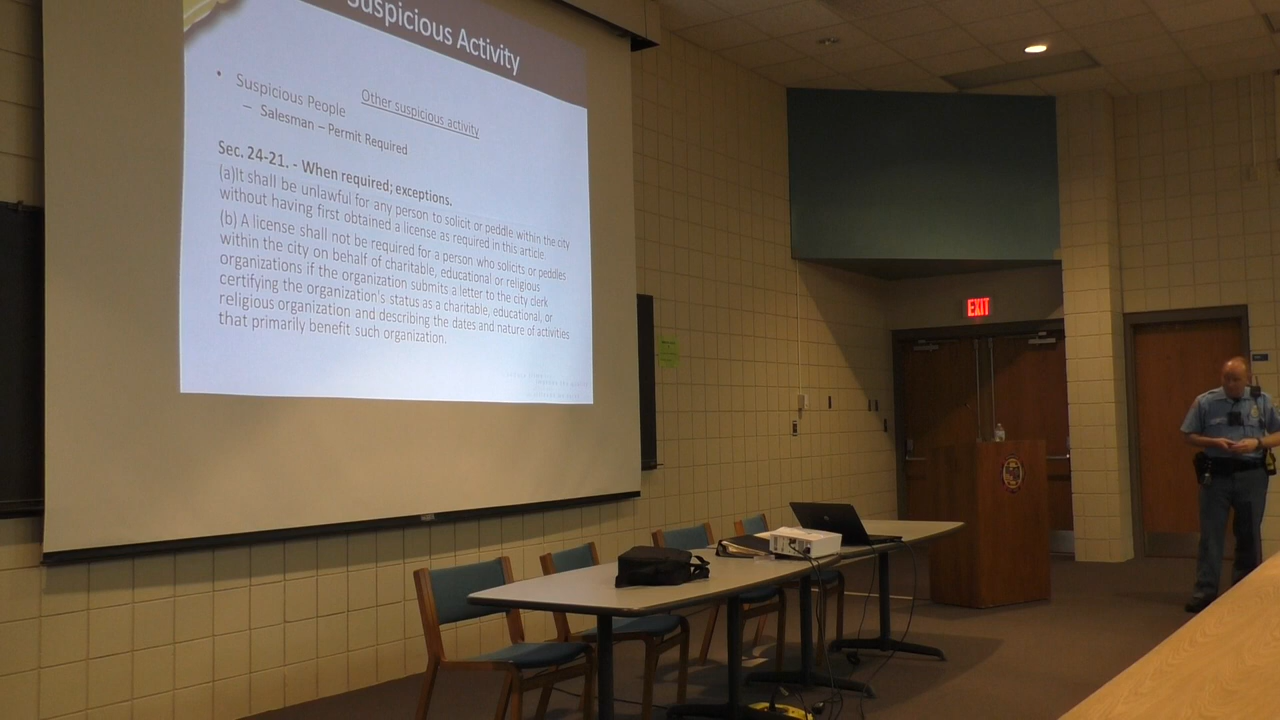 Suspicious Activity
• Suspicious People
Other suspicious activity
– Salesman – Permit Required
Sec. 24-21. - When required; exceptions.
(a)It shall be unlawful for any person to solicit or peddle within the city
without having first obtained a license as required in this article.
(b) A license shall not be required for a person who solicits or peddles
within the city on behalf of charitable, educational or religious
organizations if the organization submits a letter to the city clerk
certifying the organization's status as a charitable, educational, or
religious organization and describing the dates and nature of activities
that primarily benefit such organization.
EXIT